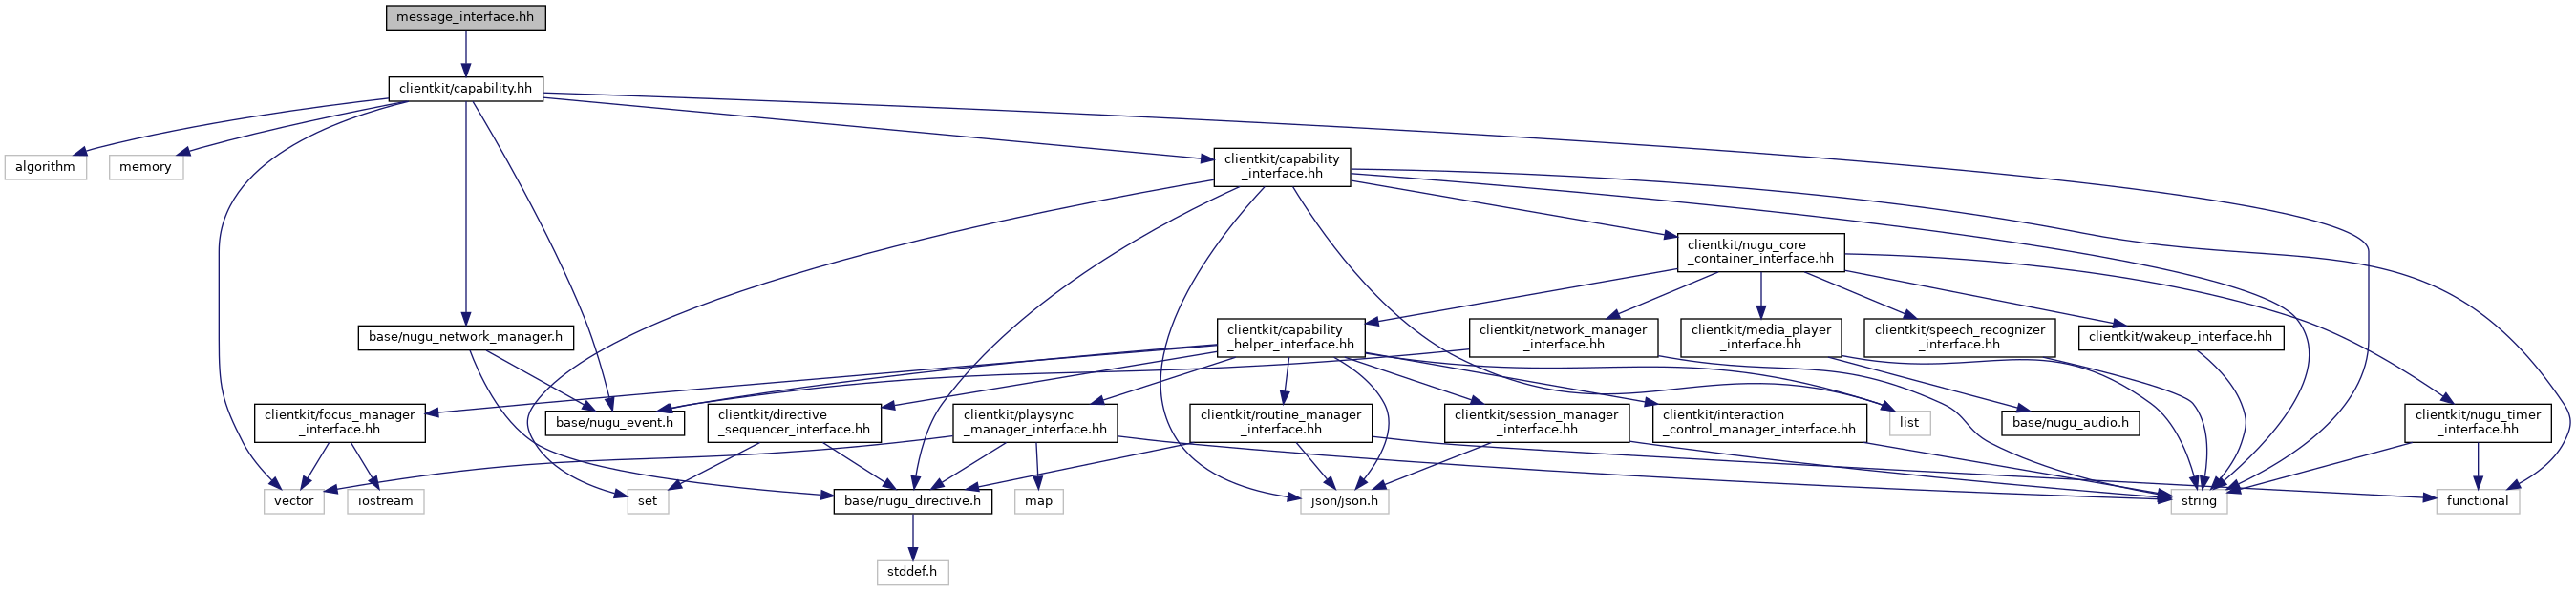 message_interface.hh
clientkit/capability.hh
algorithm
memory
clientkit/capability
_interface.hh
clientkit/nugu_core
_container_interface.hh
base/nugu_network_manager.h
clientkit/capability
_helper_interface.hh
clientkit/network_manager
_interface.hh
clientkit/media_player
_interface.hh
clientkit/speech_recognizer
_interface.hh
clientkit/wakeup_interface.hh
clientkit/focus_manager
_interface.hh
base/nugu_event.h
clientkit/directive
_sequencer_interface.hh
clientkit/playsync
_manager_interface.hh
clientkit/routine_manager
_interface.hh
clientkit/session_manager
_interface.hh
clientkit/interaction
_control_manager_interface.hh
list
base/nugu_audio.h
clientkit/nugu_timer
_interface.hh
vector
iostream
set
base/nugu_directive.h
map
json/json.h
string
functional
stddef.h